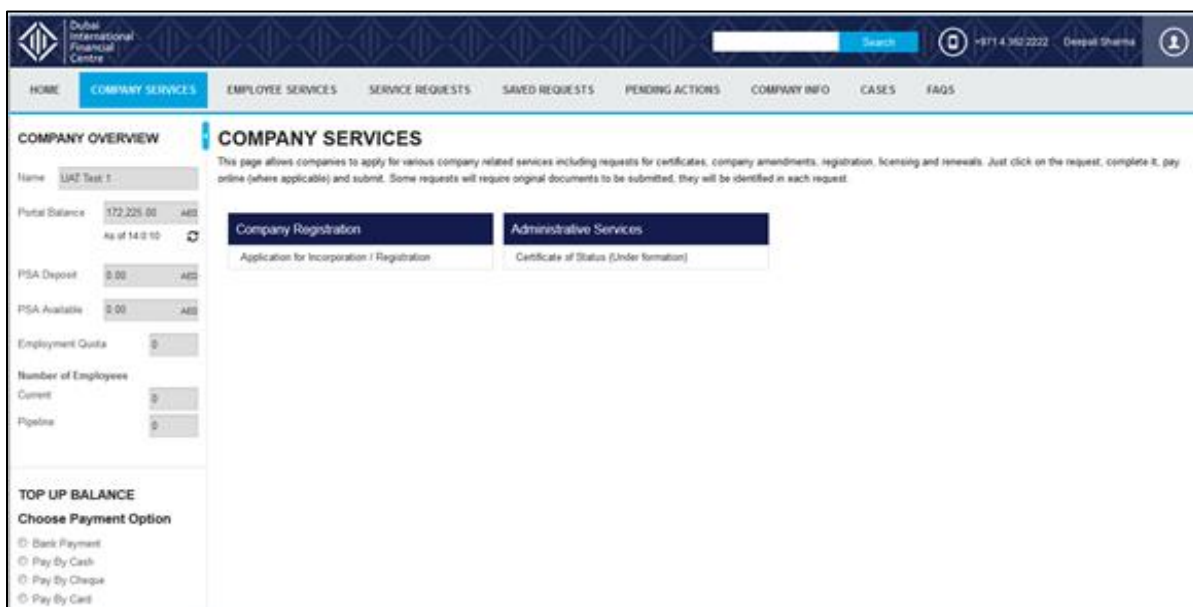 Dubai
International
Financial
Centre
Search
+971 4 362 2222
Deepali Sharma
HOME
COMPANY SERVICES
EMPLOYEE SERVICES
SERVICE REQUESTS
SAVED REQUESTS
PENDING ACTIONS
COMPANY INFO
CASES
FAQS
COMPANY OVERVIEW
Name UAT Test 1
Portal Balance 172,225.00 AED
As of 14:0:10
PSA Deposit 0.00 AED
PSA Available 0.00 AED
Employment Quota 0
Number of Employees
Current 0
Pipeline 0
TOP UP BALANCE
Choose Payment Option
Bank Payment
Pay By Cash
Pay By Cheque
Pay By Card
COMPANY SERVICES
This page allows companies to apply for various company related services including requests for certificates, company amendments, registration, licensing and renewals. Just click on the request, complete it, pay
online (where applicable) and submit. Some requests will require original documents to be submitted, they will be identified in each request.
Company Registration
Application for Incorporation / Registration
Administrative Services
Certificate of Status (Under formation)